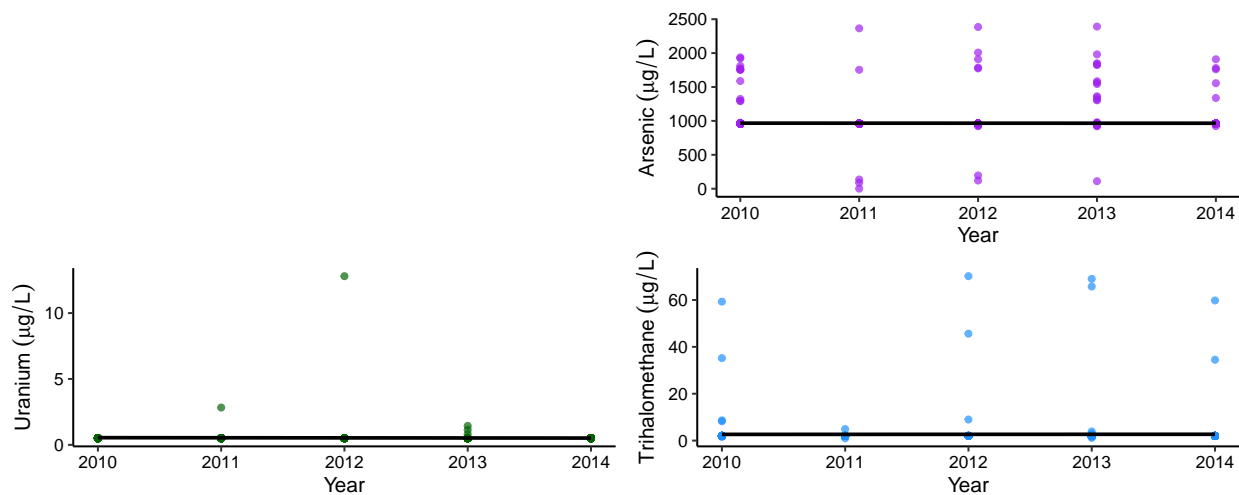 Arsenic (µg/L)
2500
2000
1500
1000
500
0
2010 2011 2012 2013 2014
Year
Uranium (µg/L)
10
5
0
2010 2011 2012 2013 2014
Year
Trihalomethane (µg/L)
60
40
20
0
2010 2011 2012 2013 2014
Year